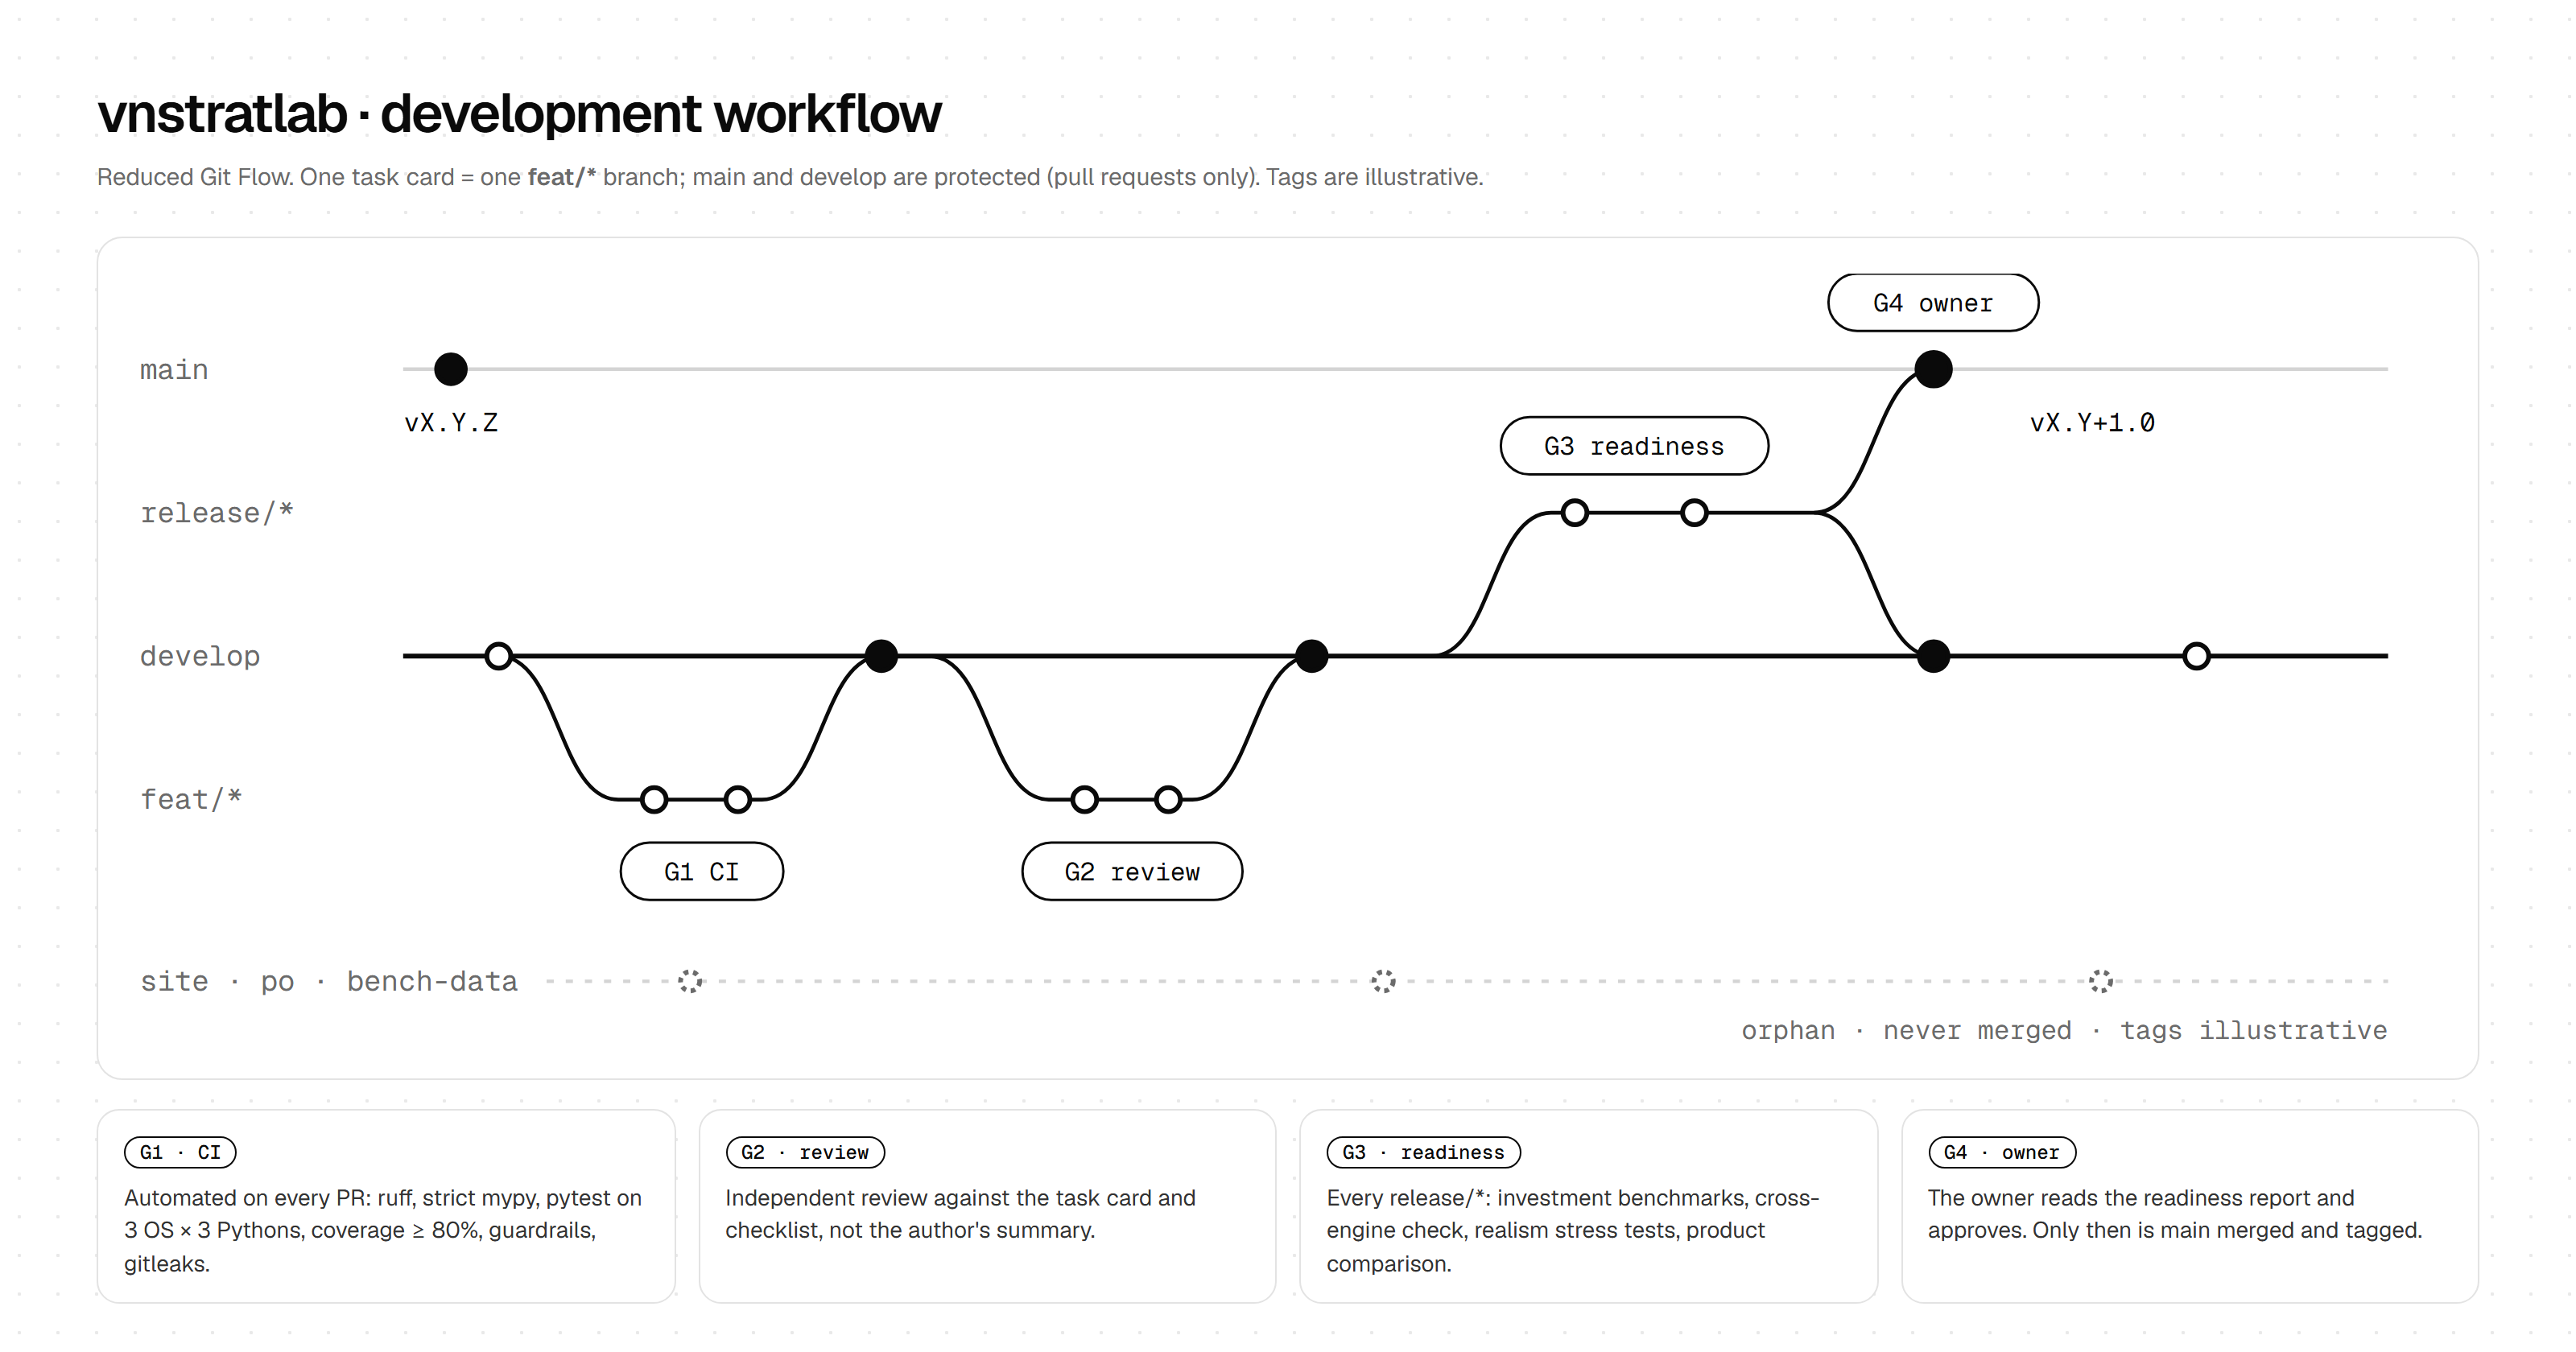 vnstratlab · development workflow
Reduced Git Flow. One task card = one feat/* branch; main and develop are protected (pull requests only). Tags are illustrative.
G4 owner
main
vX.Y.Z
vX.Y+1.0
G3 readiness
release/*
develop
feat/*
G1 CI
G2 review
site · po · bench-data
orphan · never merged · tags illustrative
G1 · CI
Automated on every PR: ruff, strict mypy, pytest on
3 OS × 3 Pythons, coverage ≥ 80%, guardrails,
gitleaks.
G2 · review
Independent review against the task card and
checklist, not the author's summary.
G3 · readiness
Every release/*: investment benchmarks, cross-
engine check, realism stress tests, product
comparison.
G4 · owner
The owner reads the readiness report and
approves. Only then is main merged and tagged.